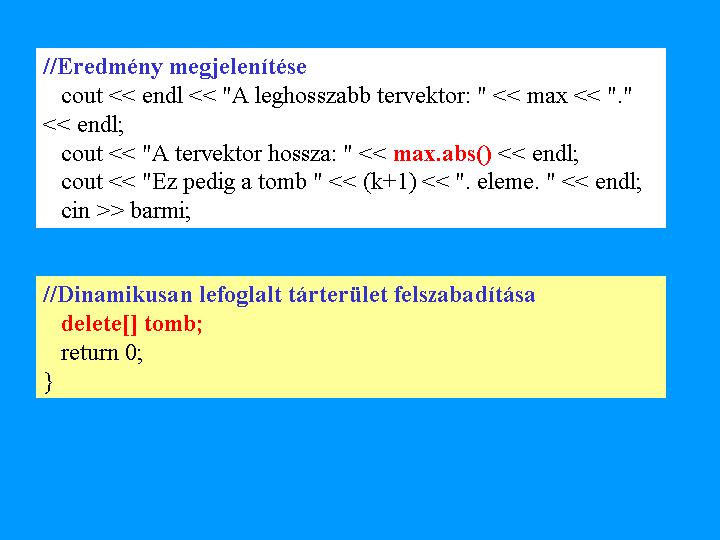 //Eredmény megjelenítése
cout << endl << "A leghosszabb tervektor: " << max << "."
<< endl;
cout << "A tervektor hossza: " << max.abs() << endl;
cout << "Ez pedig a tomb " << (k+1) << ". eleme. " << endl;
cin >> barmi;
//Dinamikusan lefoglalt tárterület felszabadítása
delete[] tomb;
return 0;
}